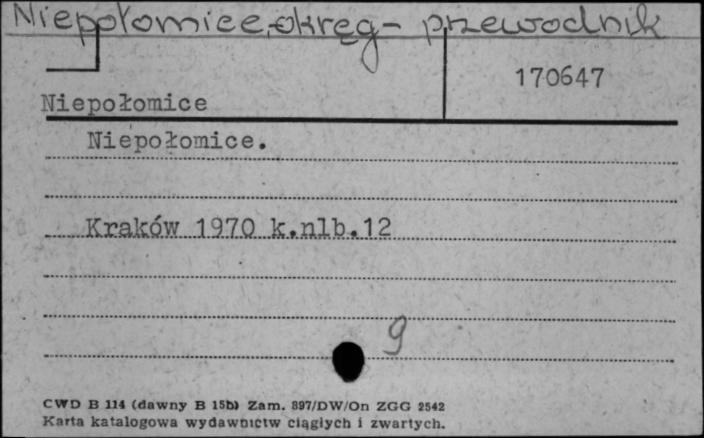 Niepołomice, okręg - przewodnik
170647
Niepołomice
Niepołomice.
Kraków 1970 k.nlb.12
9
CWD B 114 (dawny B 15b) Zam. 897/DW/On ZGG 2542
Karta katalogowa wydawnictw ciągłych i zwartych.